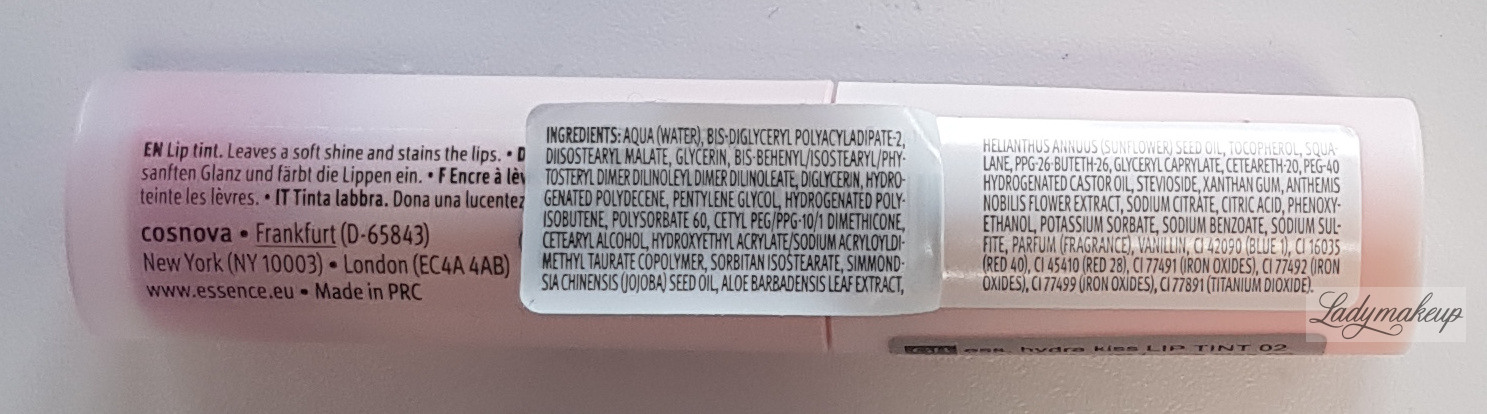 EN Lip tint. Leaves a soft shine and stains the lips. • D
sanften Glanz und färbt die Lippen ein. • F Encre à lèv
teinte les lèvres. • IT Tinta labbra. Dona una lucentez
cosnova • Frankfurt (D-65843)
New York (NY 10003) • London (EC4A 4AB)
www.essence.eu • Made in PRC
INGREDIENTS: AQUA (WATER), BIS-DIGLYCERYL POLYACYLADIPATE-2,
DIISOSTEARYL MALATE, GLYCERIN, BIS-BEHENYL/ISOSTEARYL/PHY-
TOSTERYL DIMER DILINOLEYL DIMER DILINOLEATE, DIGLYCERIN, HYDRO-
GENATED POLYDECENE, PENTYLENE GLYCOL, HYDROGENATED POLY-
ISOBUTENE, POLYSORBATE 60, CETYL PEG/PPG-10/1 DIMETHICONE,
CETEARYL ALCOHOL, HYDROXYETHYL ACRYLATE/SODIUM ACRYLOYLDI-
METHYL TAURATE COPOLYMER, SORBITAN ISOSTEARATE, SIMMOND-
SIA CHINENSIS (JOJOBA) SEED OIL, ALOE BARBADENSIS LEAF EXTRACT,
HELIANTHUS ANNUUS (SUNFLOWER) SEED OIL, TOCOPHEROL, SQUA-
LANE, PPG-26-BUTETH-26, GLYCERYL CAPRYLATE, CETEARETH-20, PEG-40
HYDROGENATED CASTOR OIL, STEVIOSIDE, XANTHAN GUM, ANTHEMIS
NOBILIS FLOWER EXTRACT, SODIUM CITRATE, CITRIC ACID, PHENOXY-
ETHANOL, POTASSIUM SORBATE, SODIUM BENZOATE, SODIUM SUL-
FITE, PARFUM (FRAGRANCE), VANILLIN, CI 42090 (BLUE 1), CI 16035
(RED 40), CI 45410 (RED 28), CI 77491 (IRON OXIDES), CI 77492 (IRON
OXIDES), CI 77499 (IRON OXIDES), CI 77891 (TITANIUM DIOXIDE).
ess. hydra kiss LIP TINT 02
Ladymakeup